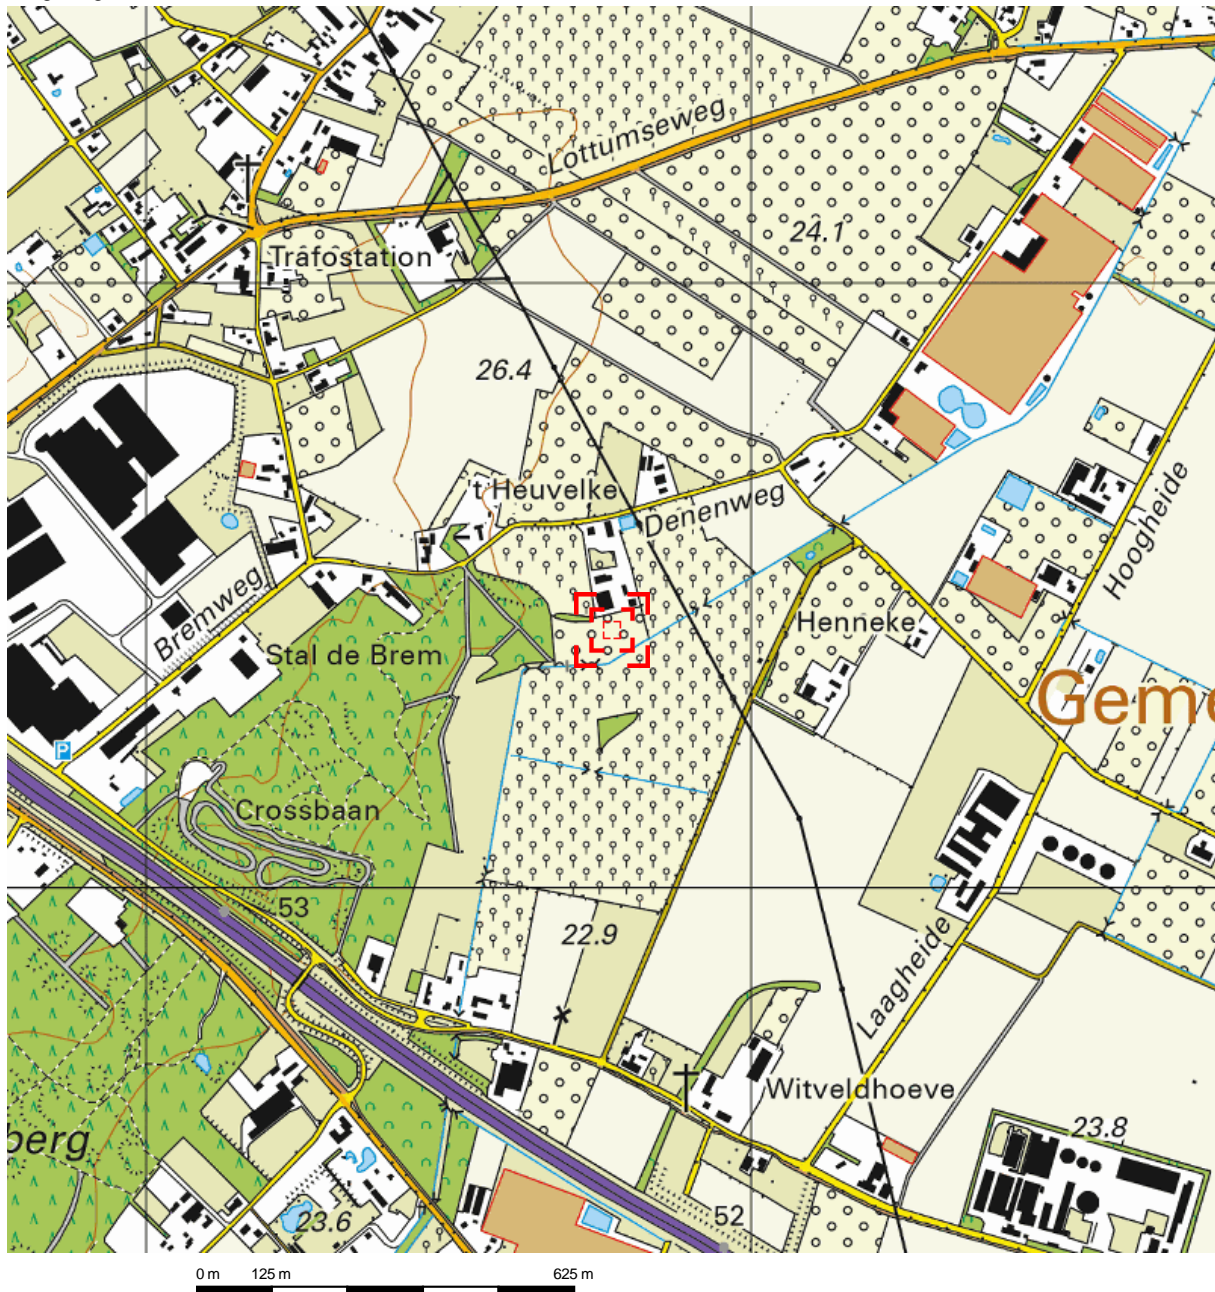 Lottumseweg
24.1
Trafostation
26.4
't Heuvelke
Denenweg
Hoogheide
Bremweg
Henneke
Stal de Brem
Geme
P
Crossbaan
53
22.9
Laagheide
Witveldhoeve
berg
23.8
23.6
52
0 m 125 m 625 m